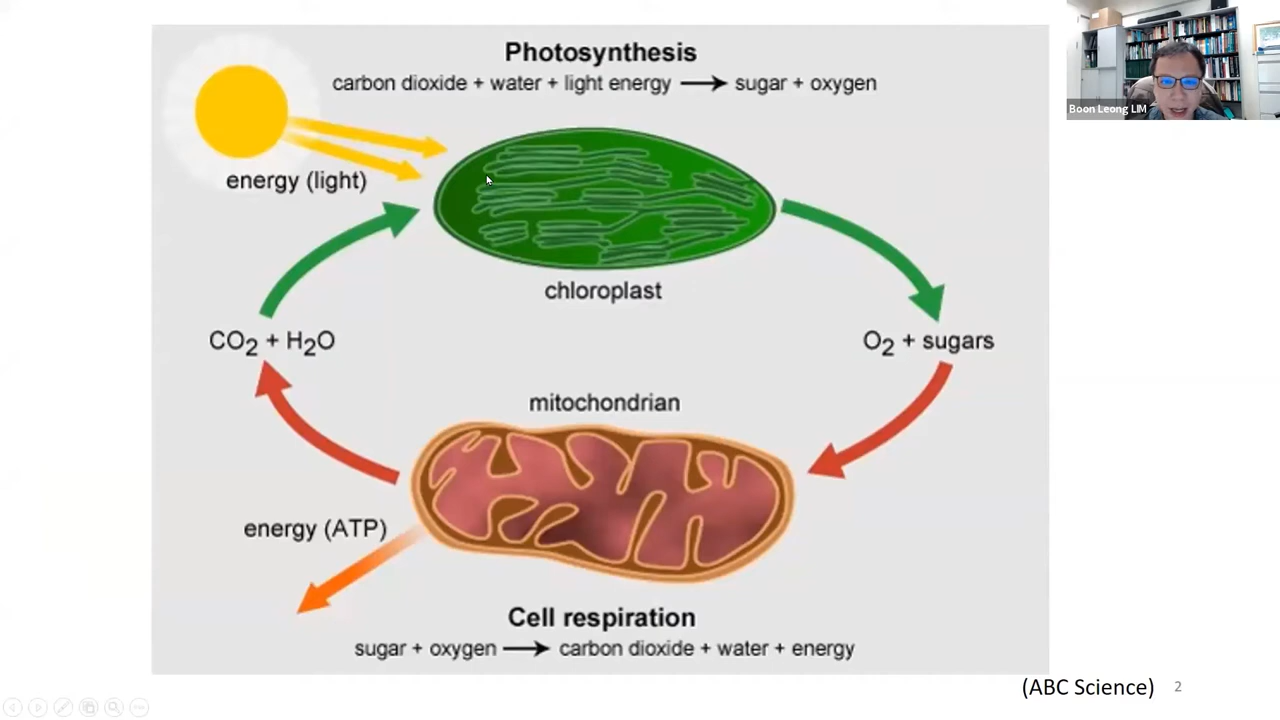 Photosynthesis
carbon dioxide + water + light energy → sugar + oxygen
Boon Leong LIM
energy (light)
chloroplast
CO2 + H2O
O2 + sugars
mitochondrian
energy (ATP)
Cell respiration
sugar + oxygen → carbon dioxide + water + energy
(ABC Science)
2